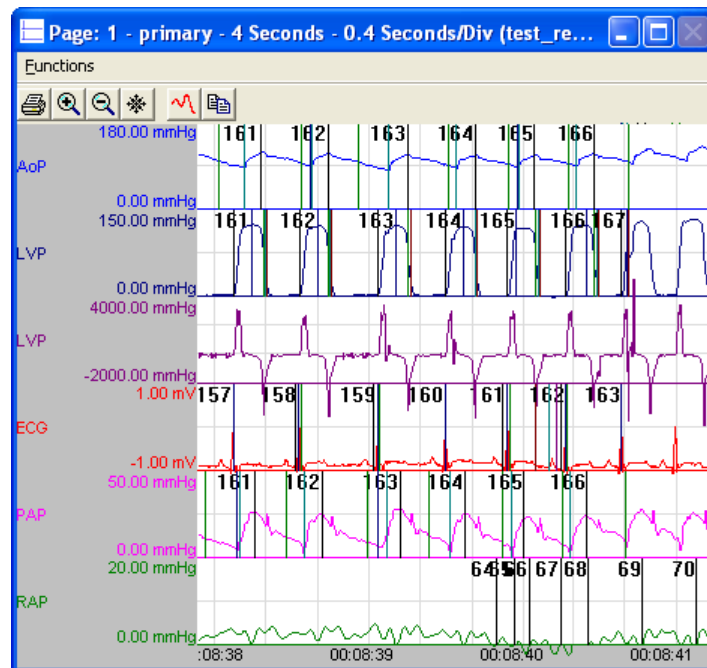 Page: 1 - primary - 4 Seconds - 0.4 Seconds/Div (test_re...
Functions
180.00 mmHg 161 162 163 164 165 166
AoP
0.00 mmHg
150.00 mmHg 161 162 163 164 165 166 167
LVP
0.00 mmHg
4000.00 mmHg
LVP
-2000.00 mmHg
1.00 mV 157 158 159 160 61 162 163
ECG
-1.00 mV
50.00 mmHg 161 162 163 164 165 166
PAP
0.00 mmHg
20.00 mmHg 64 67 68 69 70
RAP
0.00 mmHg
:08:38 00:08:39 00:08:40 00:08:41